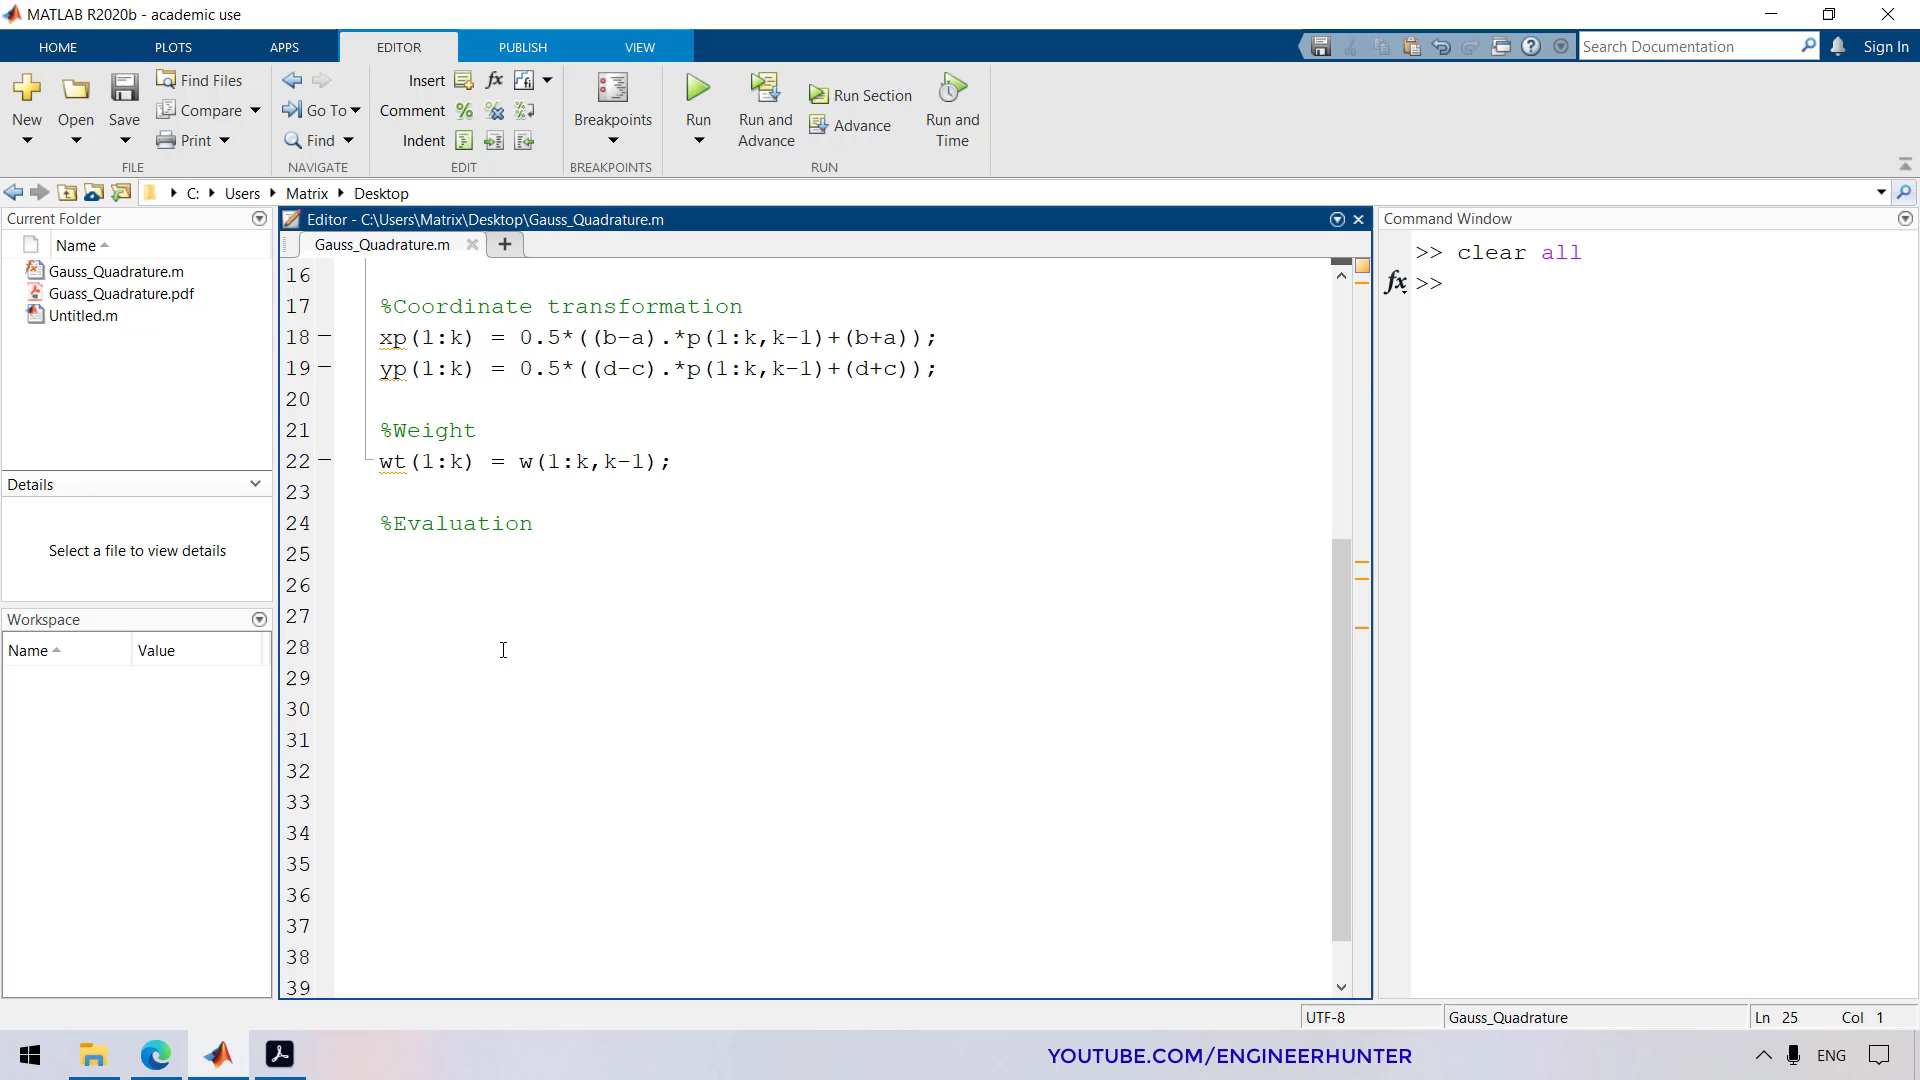 MATLAB R2020b - academic use
HOME PLOTS APPS EDITOR PUBLISH VIEW Search Documentation Sign In
New Open Save Find Files Compare Print
FILE
Go To Find
NAVIGATE
Insert fx
Comment
Indent
EDIT
Breakpoints
BREAKPOINTS
Run Run and Advance Run Section Advance Run and Time
RUN
C: Users Matrix Desktop
Current Folder
Name
Gauss_Quadrature.m
Guass_Quadrature.pdf
Untitled.m
Details
Select a file to view details
Workspace
Name Value
Editor - C:\Users\Matrix\Desktop\Gauss_Quadrature.m
Gauss_Quadrature.m
16
17 %Coordinate transformation
18 xp(1:k) = 0.5*((b-a).*p(1:k,k-1)+(b+a));
19 yp(1:k) = 0.5*((d-c).*p(1:k,k-1)+(d+c));
20
21 %Weight
22 wt(1:k) = w(1:k,k-1);
23
24 %Evaluation
25
26
27
28
29
30
31
32
33
34
35
36
37
38
39
Command Window
>> clear all
fx >>
UTF-8 Gauss_Quadrature Ln 25 Col 1
YOUTUBE.COM/ENGINEERHUNTER
ENG